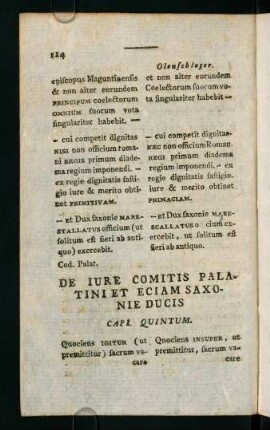 114
Olenschlager.
episcopus Maguntinensis
& non alter eorundem
PRINCIPUM coelectorum
OMNIUM suorum vota
singulariter habebit. —
– cui competit dignitas
NISI non officium roma-
ni REGIS primum diade-
ma regium imponendi. –
ex regie dignitatis fasti-
gio, iure & merito obti-
net PRIMITIVAM.
– et Dux saxonie MARE-
STALLATUS officium (ut
solitum est fieri ab anti-
quo) exercebit.
Cod. Palat.
et non alter eorundem
Coelectorum suorum vo-
ta singulariter habebit —
– cui competit dignitas
NEC non officium Roman.
REGII primum diadema
regium imponendi. – ex
regie dignitatis fastigio,
iure & merito obtinet
PRIMACIAM.
– et Dux Saxonie MARE-
SCALLATUS officium ex-
ercebit, ut solitum est
fieri ab antiquo.
DE IURE COMITIS PALA-
TINI ET ECIAM SAXO-
NIE DUCIS
CAPI. QUINTUM.
Quociens IGITUR (ut
premittitur) sacrum va-
care
Quociens INSUPER, ut
premittitur, sacrum va-
care